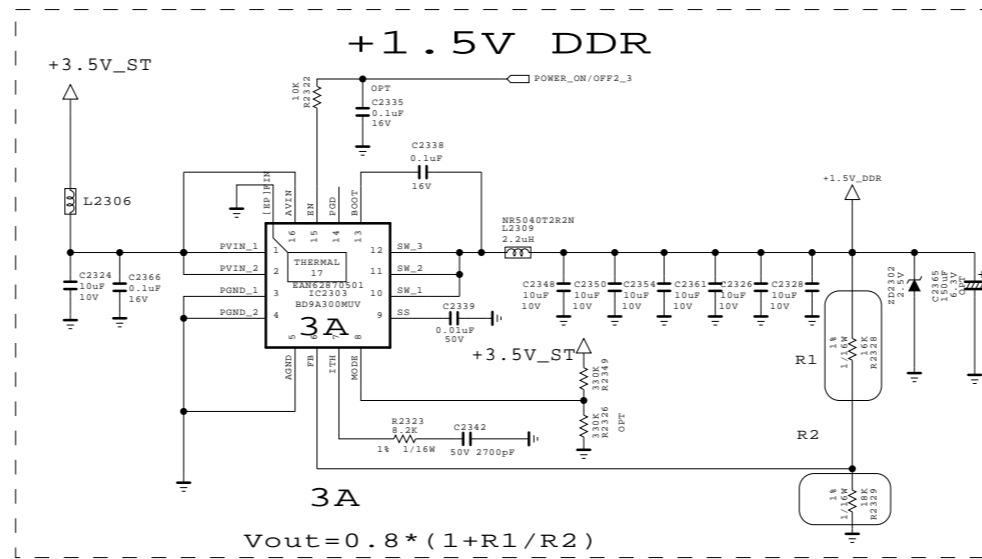 +1.5V DDR
+3.5V_ST
10K
R2322
OPT
C2335
0.1uF
16V
POWER_ON/OFF2_3
C2338
0.1uF
16V
L2306
[EP]PIN
AVIN
EN
PGD
BOOT
16
15
14
13
+1.5V_DDR
NR5040T2R2N
L2309
2.2uH
PVIN_1
PVIN_2
PGND_1
PGND_2
1
2
3
4
THERMAL
17
EAN62870501
IC2303
BD9A300MUV
3A
12
11
10
9
SW_3
SW_2
SW_1
SS
C2324
10uF
10V
C2366
0.1uF
16V
C2339
0.01uF
50V
C2348
10uF
10V
C2350
10uF
10V
C2354
10uF
10V
C2361
10uF
10V
C2326
10uF
10V
C2328
10uF
10V
ZD2302
2.5V
C2365
150uF
6.3V
OPT
+
5
6
7
8
AGND
FB
ITH
MODE
+3.5V_ST
330K
R2349
330K
R2326
OPT
R1
1%
1/16W
16K
R2328
R2323
8.2K
1% 1/16W
C2342
50V 2700pF
R2
1%
1/16W
18K
R2329
3A
Vout=0.8*(1+R1/R2)